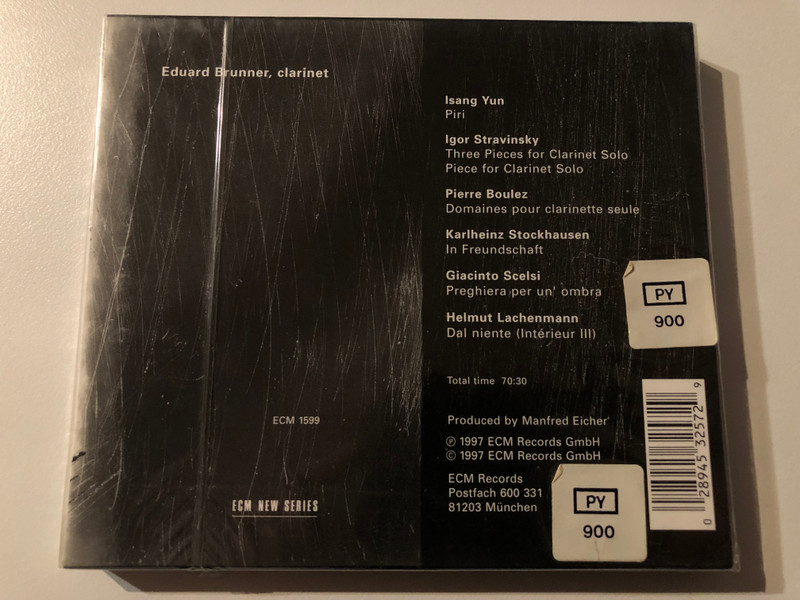 Eduard Brunner, clarinet
Isang Yun
Piri
Igor Stravinsky
Three Pieces for Clarinet Solo
Piece for Clarinet Solo
Pierre Boulez
Domaines pour clarinette seule
Karlheinz Stockhausen
In Freundschaft
Giacinto Scelsi
Preghiera per un' ombra
Helmut Lachenmann
Dal niente (Intérieur III)
PY
900
Total time 70:30
ECM 1599
Produced by Manfred Eicher
℗ 1997 ECM Records GmbH
© 1997 ECM Records GmbH
ECM Records
Postfach 600 331
81203 München
ECM NEW SERIES
PY
900
0 28945 32572 9